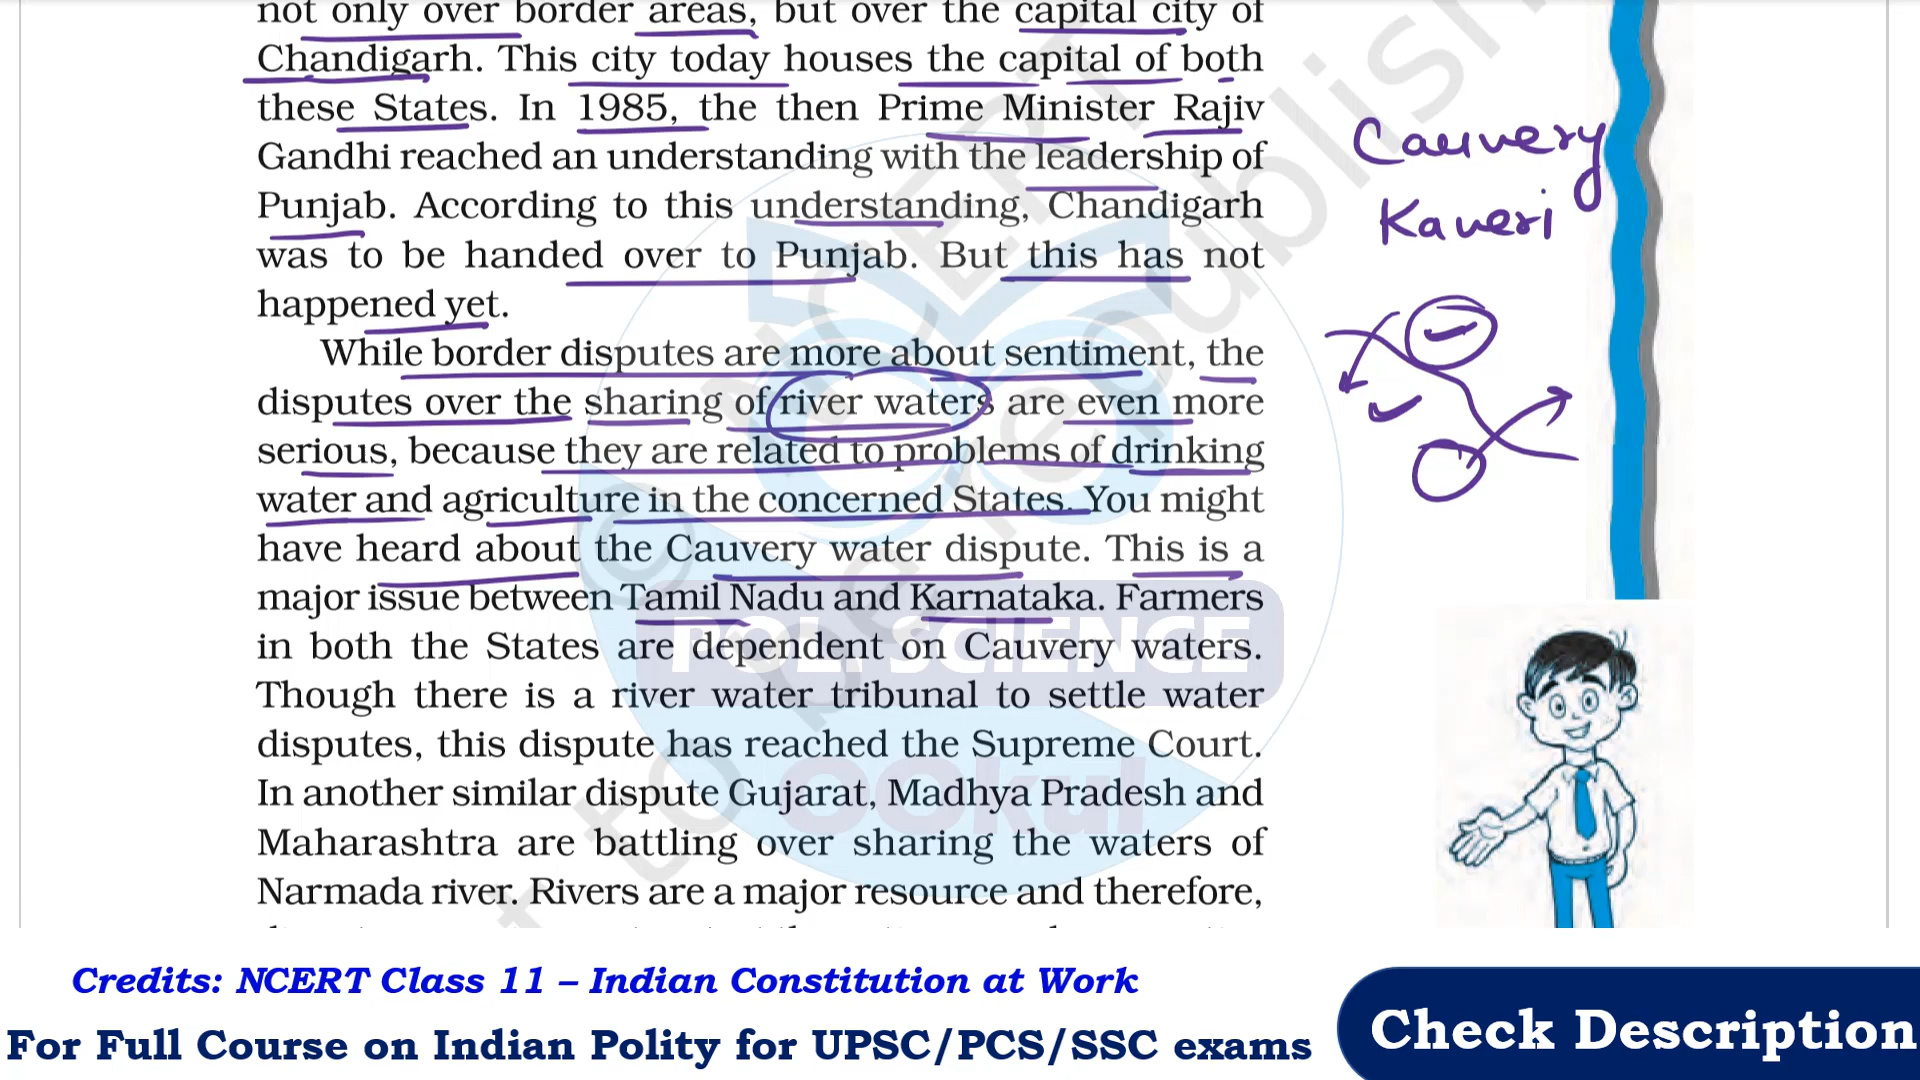 not only over border areas, but over the capital city of
Chandigarh. This city today houses the capital of both
these States. In 1985, the then Prime Minister Rajiv
Gandhi reached an understanding with the leadership of
Punjab. According to this understanding, Chandigarh
was to be handed over to Punjab. But this has not
happened yet.
While border disputes are more about sentiment, the
disputes over the sharing of river waters are even more
serious, because they are related to problems of drinking
water and agriculture in the concerned States. You might
have heard about the Cauvery water dispute. This is a
major issue between Tamil Nadu and Karnataka. Farmers
in both the States are dependent on Cauvery waters.
Though there is a river water tribunal to settle water
disputes, this dispute has reached the Supreme Court.
In another similar dispute Gujarat, Madhya Pradesh and
Maharashtra are battling over sharing the waters of
Narmada river. Rivers are a major resource and therefore,
Cauvery
Kaveri
© NCERT
not to be republish
POL SCIENCE
OOkul
Credits: NCERT Class 11 – Indian Constitution at Work
For Full Course on Indian Polity for UPSC/PCS/SSC exams
Check Description